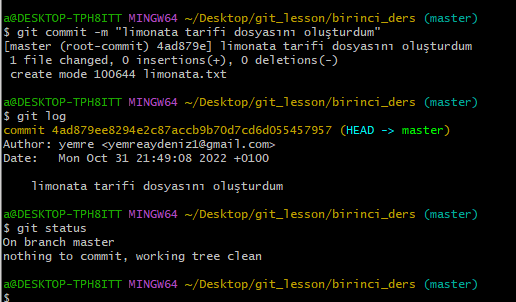 a@DESKTOP-TPH8ITT MINGW64 ~/Desktop/git_lesson/birinci_ders (master)
$ git commit -m "limonata tarifi dosyasını oluşturdum"
[master (root-commit) 4ad879e] limonata tarifi dosyasını oluşturdum
1 file changed, 0 insertions(+), 0 deletions(-)
create mode 100644 limonata.txt
a@DESKTOP-TPH8ITT MINGW64 ~/Desktop/git_lesson/birinci_ders (master)
$ git log
commit 4ad879ee8294e2c87accb9b70d7cd6d055457957 (HEAD -> master)
Author: yemre <yemreaydeniz1@gmail.com>
Date:   Mon Oct 31 21:49:08 2022 +0100
limonata tarifi dosyasını oluşturdum
a@DESKTOP-TPH8ITT MINGW64 ~/Desktop/git_lesson/birinci_ders (master)
$ git status
On branch master
nothing to commit, working tree clean
a@DESKTOP-TPH8ITT MINGW64 ~/Desktop/git_lesson/birinci_ders (master)
$